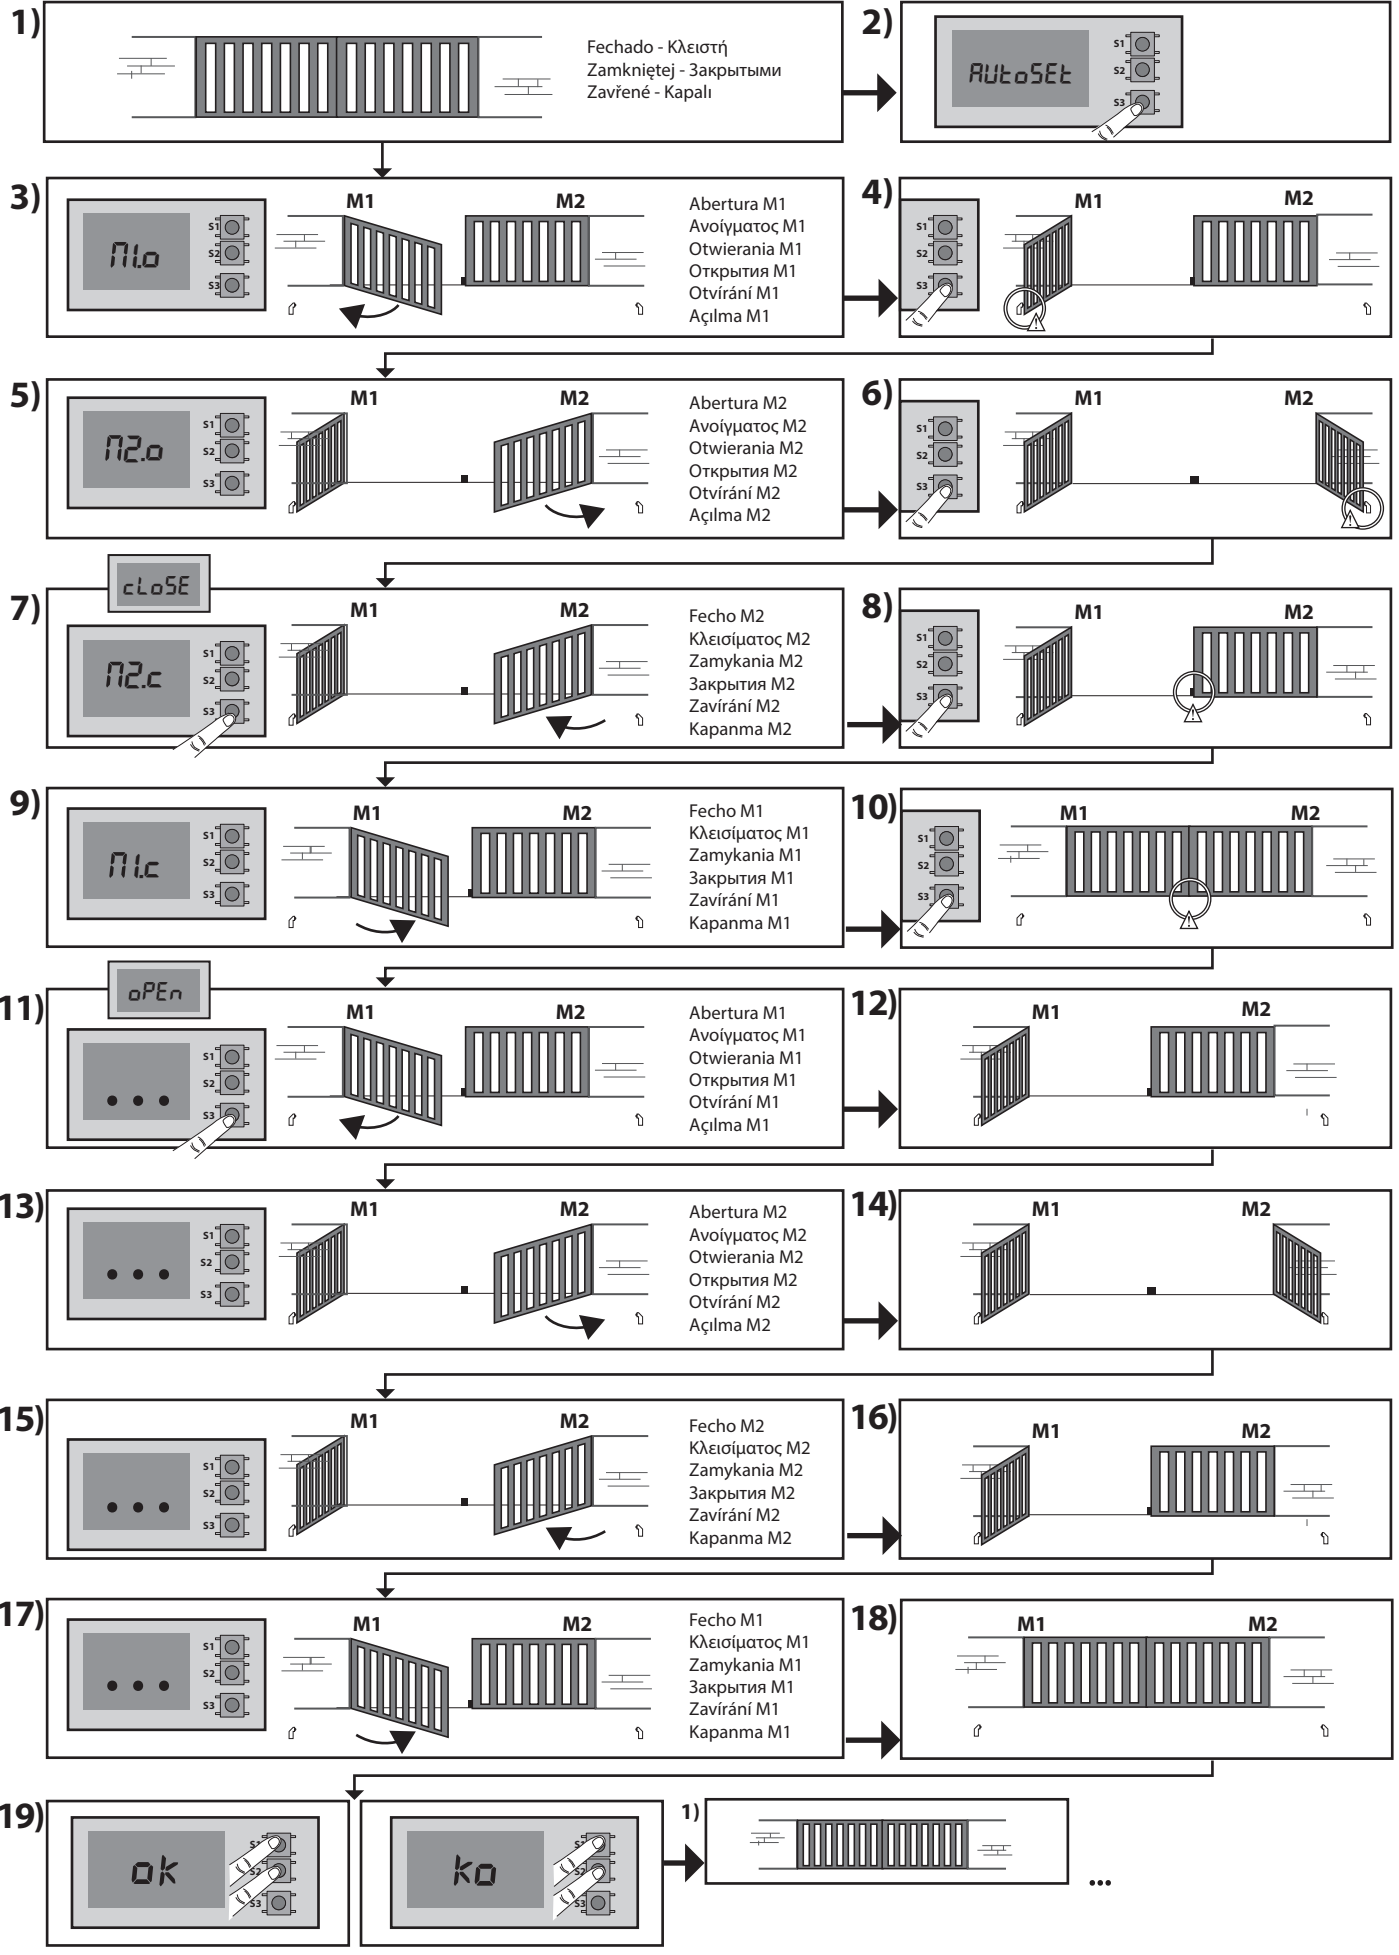 1)
Fechado - Κλειστή
Zamkniętej - Закрытыми
Zavřené - Kapalı
2)
AUtoSEt
S1
S2
S3
3)
M1.o
S1
S2
S3
M1
M2
Abertura M1
Ανοίγματος M1
Otwierania M1
Открытия M1
Otvírání M1
Açılma M1
4)
S1
S2
S3
M1
M2
5)
M2.o
S1
S2
S3
M1
M2
Abertura M2
Ανοίγματος M2
Otwierania M2
Открытия M2
Otvírání M2
Açılma M2
6)
S1
S2
S3
M1
M2
7)
cLoSE
M2.c
S1
S2
S3
M1
M2
Fecho M2
Κλεισίματος M2
Zamykania M2
Закрытия M2
Zavírání M2
Kapanma M2
8)
S1
S2
S3
M1
M2
9)
M1.c
S1
S2
S3
M1
M2
Fecho M1
Κλεισίματος M1
Zamykania M1
Закрытия M1
Zavírání M1
Kapanma M1
10)
S1
S2
S3
M1
M2
11)
oPEn
...
S1
S2
S3
M1
M2
Abertura M1
Ανοίγματος M1
Otwierania M1
Открытия M1
Otvírání M1
Açılma M1
12)
M1
M2
13)
...
S1
S2
S3
M1
M2
Abertura M2
Ανοίγματος M2
Otwierania M2
Открытия M2
Otvírání M2
Açılma M2
14)
M1
M2
15)
...
S1
S2
S3
M1
M2
Fecho M2
Κλεισίματος M2
Zamykania M2
Закрытия M2
Zavírání M2
Kapanma M2
16)
M1
M2
17)
...
S1
S2
S3
M1
M2
Fecho M1
Κλεισίματος M1
Zamykania M1
Закрытия M1
Zavírání M1
Kapanma M1
18)
M1
M2
19)
ok
S1
S2
S3
ko
S1
S2
S3
1)
...